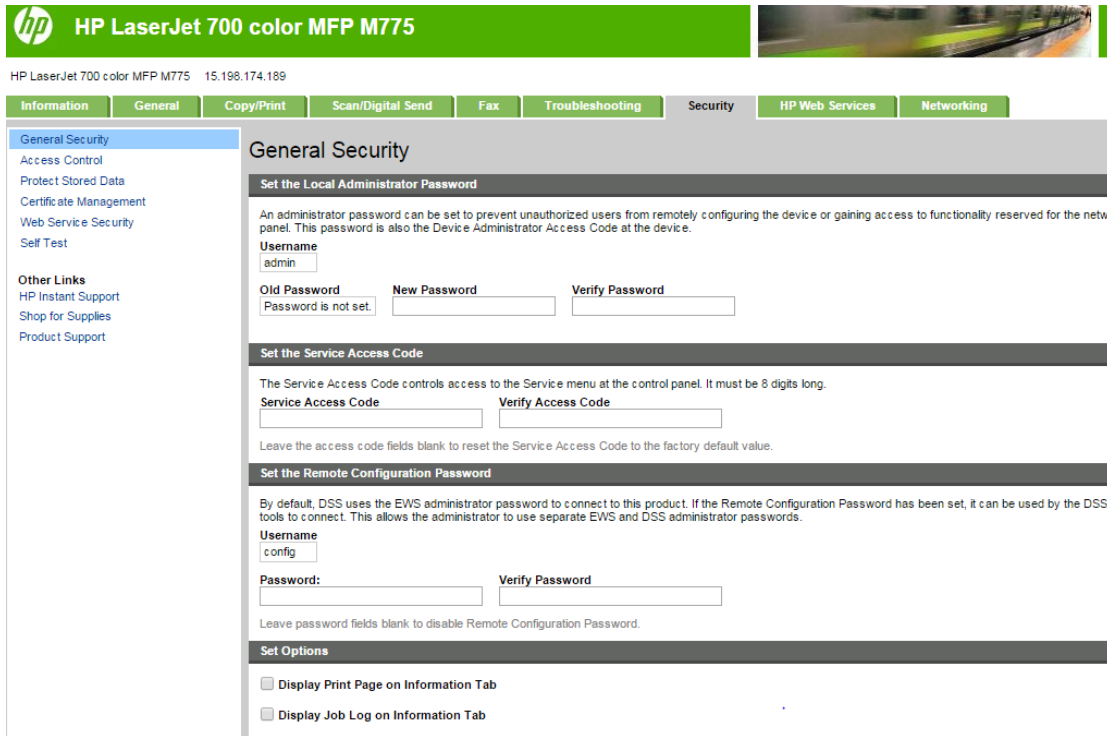 hp HP LaserJet 700 color MFP M775
HP LaserJet 700 color MFP M775 15.198.174.189
Information General Copy/Print Scan/Digital Send Fax Troubleshooting Security HP Web Services Networking
General Security
Access Control
Protect Stored Data
Certificate Management
Web Service Security
Self Test
Other Links
HP Instant Support
Shop for Supplies
Product Support
General Security
Set the Local Administrator Password
An administrator password can be set to prevent unauthorized users from remotely configuring the device or gaining access to functionality reserved for the netw
panel. This password is also the Device Administrator Access Code at the device.
Username
admin
Old Password New Password Verify Password
Password is not set.
Set the Service Access Code
The Service Access Code controls access to the Service menu at the control panel. It must be 8 digits long.
Service Access Code Verify Access Code
Leave the access code fields blank to reset the Service Access Code to the factory default value.
Set the Remote Configuration Password
By default, DSS uses the EWS administrator password to connect to this product. If the Remote Configuration Password has been set, it can be used by the DSS
tools to connect. This allows the administrator to use separate EWS and DSS administrator passwords.
Username
config
Password: Verify Password
Leave password fields blank to disable Remote Configuration Password.
Set Options
Display Print Page on Information Tab
Display Job Log on Information Tab